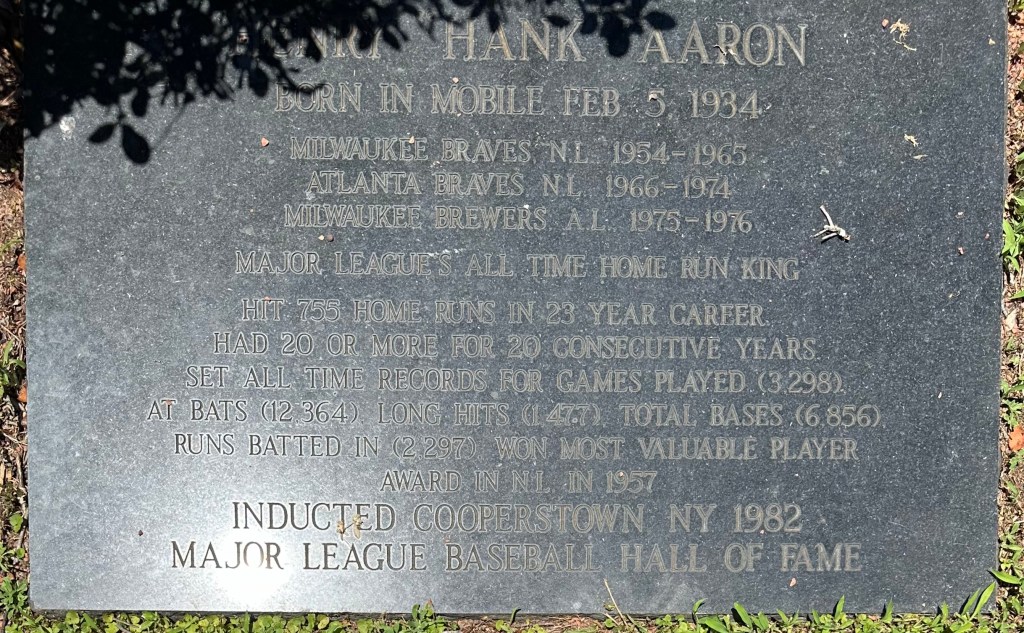 HENRY "HANK" AARON
BORN IN MOBILE FEB. 5, 1934
MILWAUKEE BRAVES, N.L. 1954-1965
ATLANTA BRAVES, N.L. 1966-1974
MILWAUKEE BREWERS, A.L. 1975-1976
MAJOR LEAGUE'S ALL TIME HOME RUN KING
HIT 755 HOME RUNS IN 23 YEAR CAREER.
HAD 20 OR MORE FOR 20 CONSECUTIVE YEARS.
SET ALL TIME RECORDS FOR GAMES PLAYED (3,298),
AT BATS (12,364), LONG HITS (1,477), TOTAL BASES (6,856),
RUNS BATTED IN (2,297). WON MOST VALUABLE PLAYER
AWARD IN N.L. IN 1957
INDUCTED COOPERSTOWN NY 1982
MAJOR LEAGUE BASEBALL HALL OF FAME